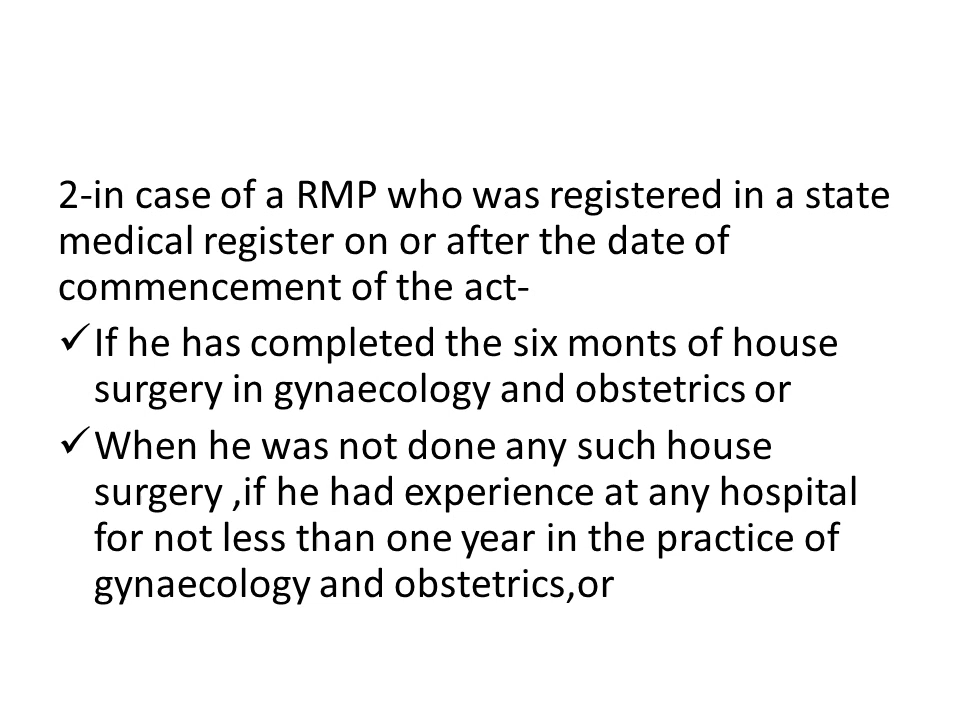 2-in case of a RMP who was registered in a state
medical register on or after the date of
commencement of the act-
✓ If he has completed the six monts of house
surgery in gynaecology and obstetrics or
✓ When he was not done any such house
surgery ,if he had experience at any hospital
for not less than one year in the practice of
gynaecology and obstetrics,or